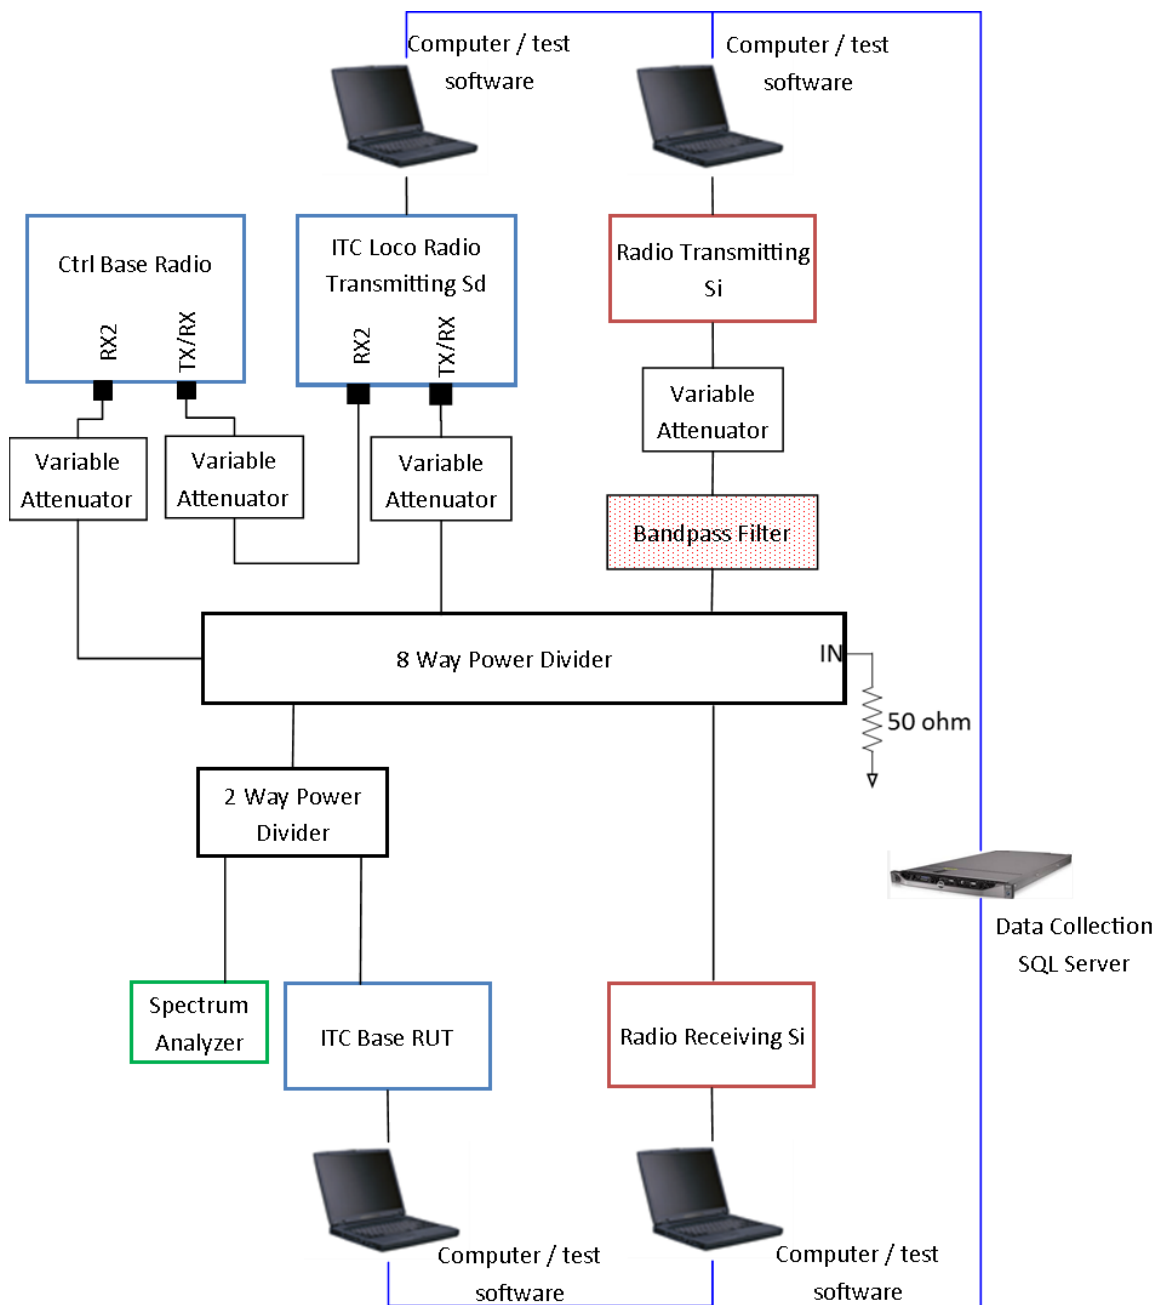 Computer / test
software
Computer / test
software
Ctrl Base Radio
RX2
TX/RX
ITC Loco Radio
Transmitting Sd
RX2
TX/RX
Radio Transmitting
Si
Variable
Attenuator
Variable
Attenuator
Variable
Attenuator
Variable
Attenuator
Bandpass Filter
8 Way Power Divider
IN
50 ohm
2 Way Power
Divider
Data Collection
SQL Server
Spectrum
Analyzer
ITC Base RUT
Radio Receiving Si
Computer / test
software
Computer / test
software